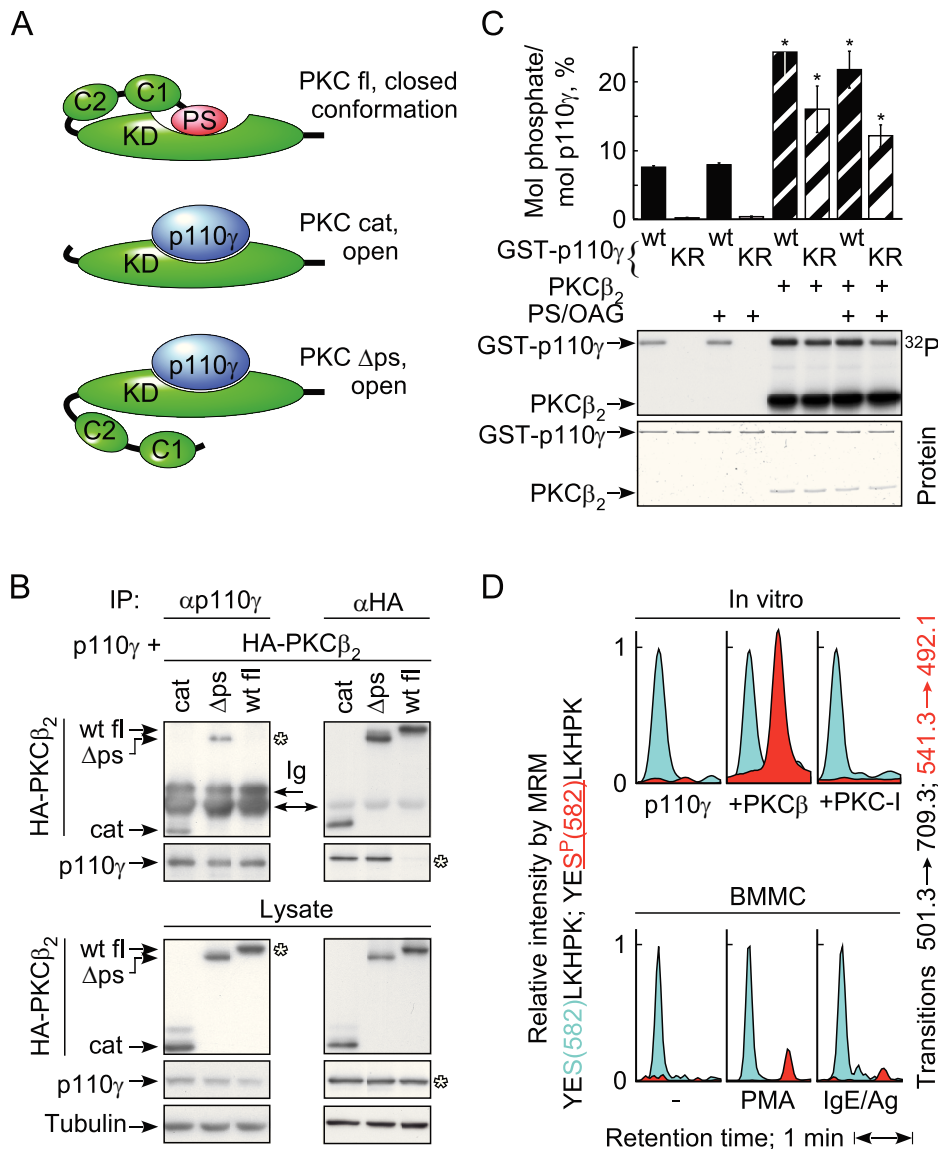 A
C2
C1
PS
KD
PKC fl, closed
conformation
p110γ
KD
PKC cat,
open
p110γ
KD
C2
C1
PKC Δps,
open
B
IP: αp110γ αHA
p110γ + HA-PKCβ2
cat Δps wt fl cat Δps wt fl
HA-PKCβ2
wt fl
Δps
Ig
cat
p110γ
Lysate
HA-PKCβ2
wt fl
Δps
cat
p110γ
Tubulin
C
Mol phosphate/
mol p110γ, %
20
10
0
* * * *
GST-p110γ { wt KR wt KR wt KR wt KR
PKCβ2 + + + +
PS/OAG + + + +
GST-p110γ 32P
PKCβ2
GST-p110γ Protein
PKCβ2
D
In vitro
1
0
p110γ +PKCβ +PKC-I
BMMC
1
0
- PMA IgE/Ag
Retention time; 1 min
Relative intensity by MRM
YES(582)LKHPK; YESP(582)LKHPK
Transitions 501.3→709.3; 541.3→492.1